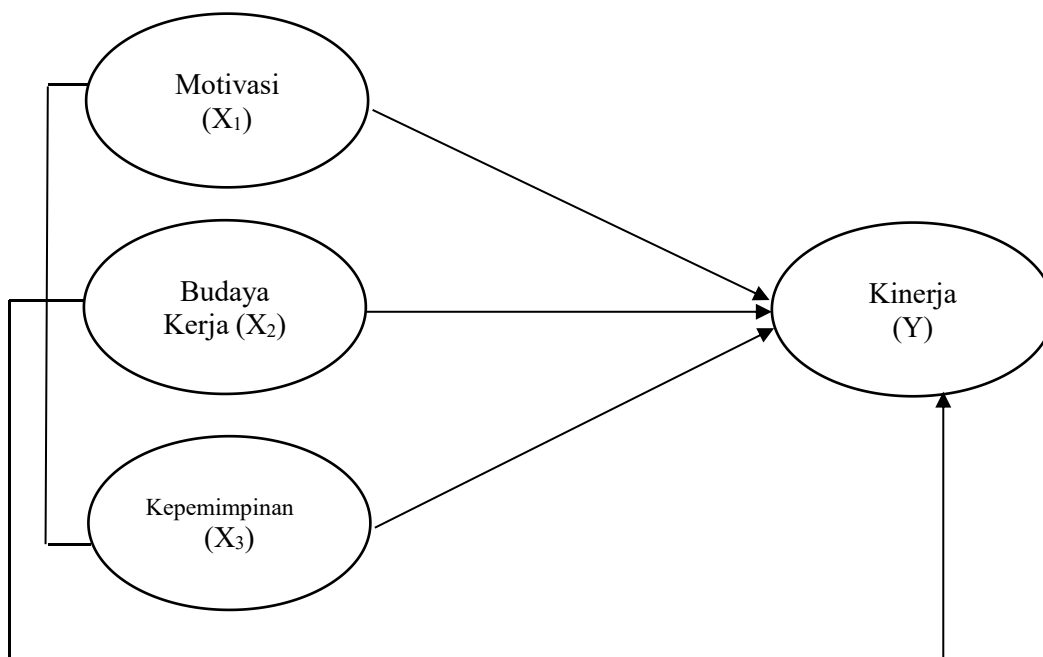 Motivasi
(X₁)
Budaya
Kerja (X₂)
Kepemimpinan
(X₃)
Kinerja
(Y)